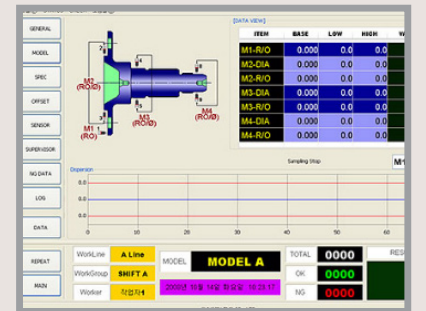 [DATA VIEW]
GENERAL
MODEL
SPEC
OFFSET
SENSOR
SUPERVISOR
NG DATA
LOG
DATA
REPEAT
MAIN
M2
(RO/Ø)
M1
(RO)
M3
(RO/Ø)
M4
(RO/Ø)
ITEM BASE LOW HIGH
M1-R/O 0.000 0.0 0.0
M2-DIA 0.000 0.0 0.0
M2-R/O 0.000 0.0 0.0
M3-DIA 0.000 0.0 0.0
M3-R/O 0.000 0.0 0.0
M4-DIA 0.000 0.0 0.0
M4-R/O 0.000 0.0 0.0
Sampling Stop
M1
Dispersion
0.0
0.0
0.0
0 10 20 30 40 50 60
WorkLine A Line
WorkGroup SHIFT A
Worker 작업자1
MODEL MODEL A
TOTAL 0000
OK 0000
NG 0000
RES